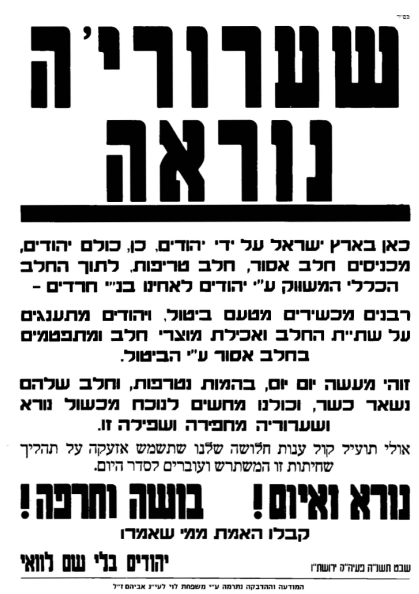 בס״ד
שערורי׳ה
נוראה
כאן בארץ ישראל על ידי יהודים, כן, כולם יהודים,
מכניסים חלב אסור, חלב טריפות, לתוך החלב
הכללי המשווק ע״י יהודים לאחינו בנ״י חרדים –
רבנים מכשירים מטעם ביטול, ויהודים מתענגים
על שתיית החלב ואכילת מוצרי חלב ומתפטמים
בחלב אסור ע״י הביטול.
זוהי מעשה יום יום, בהמות נטרפות, וחלב שלהם
נשאר כשר, וכולנו מחשים לנוכח מכשול נורא
ושערוריה מחפירה ושפילה זו.
אולי תועיל קול ענות חלושה שלנו שתשמש אזעקה על תהליך
שחיתות זו המשתרש ועוברים לסדר היום.
נורא ואיום! בושה וחרפה!
קבלו האמת ממי שאמרו
שבט תשנ״ה פעיה״ק ירושת״ו יהודים בלי שם לוואי
המודעה וההדבקה נתרמה ע״י משפחת לוי לעי״נ אביהם ז״ל